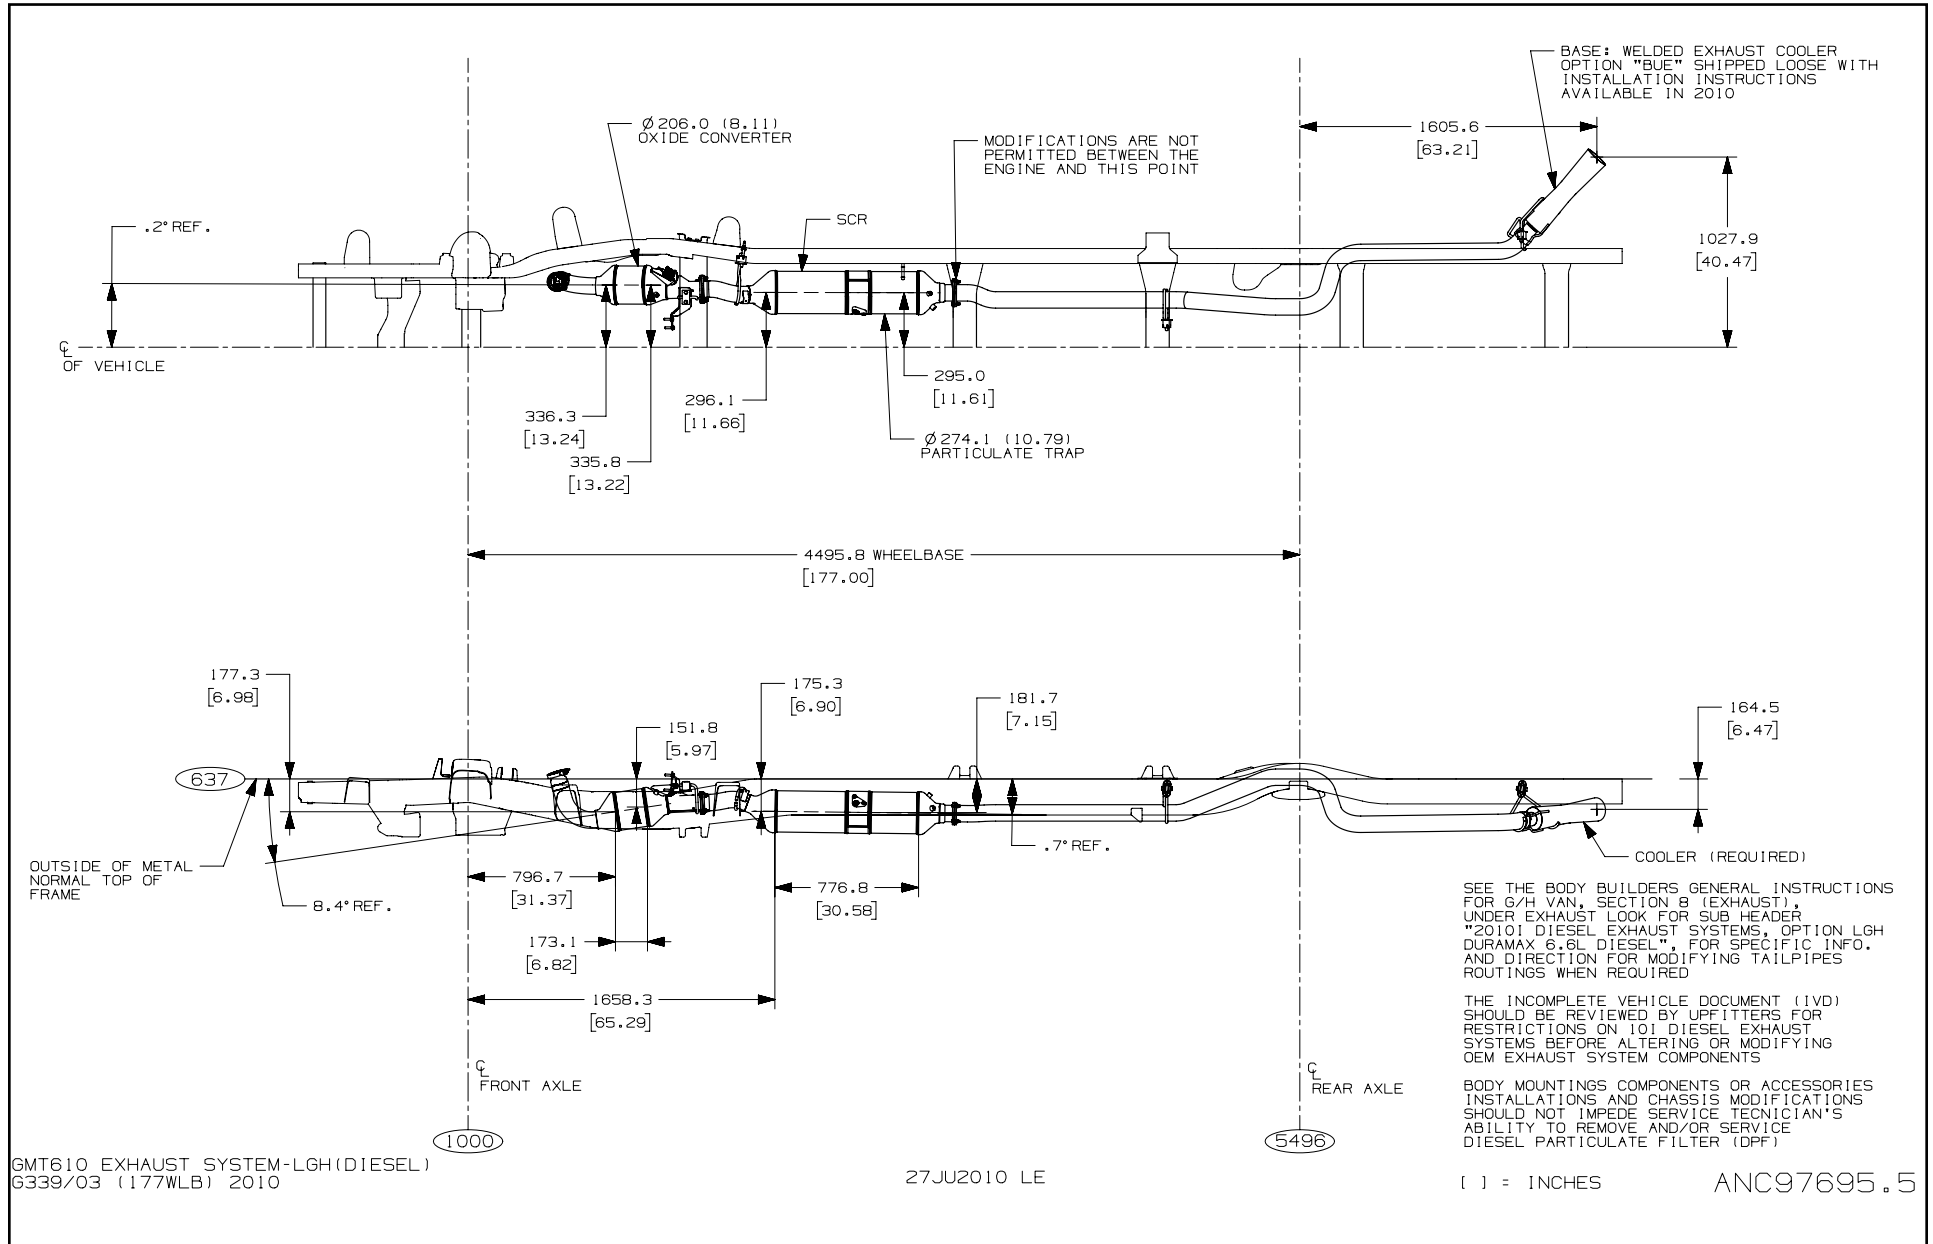 BASE: WELDED EXHAUST COOLER
OPTION "BUE" SHIPPED LOOSE WITH
INSTALLATION INSTRUCTIONS
AVAILABLE IN 2010
Ø206.0 (8.11)
OXIDE CONVERTER
MODIFICATIONS ARE NOT
PERMITTED BETWEEN THE
ENGINE AND THIS POINT
1605.6
[63.21]
.2° REF.
SCR
1027.9
[40.47]
℄
OF VEHICLE
295.0
[11.61]
296.1
[11.66]
336.3
[13.24]
Ø274.1 (10.79)
PARTICULATE TRAP
335.8
[13.22]
4495.8 WHEELBASE
[177.00]
177.3
[6.98]
175.3
[6.90]
181.7
[7.15]
164.5
[6.47]
151.8
[5.97]
637
.7° REF.
OUTSIDE OF METAL
NORMAL TOP OF
FRAME
COOLER (REQUIRED)
796.7
[31.37]
776.8
[30.58]
8.4° REF.
173.1
[6.82]
1658.3
[65.29]
SEE THE BODY BUILDERS GENERAL INSTRUCTIONS
FOR G/H VAN, SECTION 8 (EXHAUST),
UNDER EXHAUST LOOK FOR SUB HEADER
"2010I DIESEL EXHAUST SYSTEMS, OPTION LGH
DURAMAX 6.6L DIESEL", FOR SPECIFIC INFO.
AND DIRECTION FOR MODIFYING TAILPIPES
ROUTINGS WHEN REQUIRED
THE INCOMPLETE VEHICLE DOCUMENT (IVD)
SHOULD BE REVIEWED BY UPFITTERS FOR
RESTRICTIONS ON 10I DIESEL EXHAUST
SYSTEMS BEFORE ALTERING OR MODIFYING
OEM EXHAUST SYSTEM COMPONENTS
BODY MOUNTINGS COMPONENTS OR ACCESSORIES
INSTALLATIONS AND CHASSIS MODIFICATIONS
SHOULD NOT IMPEDE SERVICE TECNICIAN'S
ABILITY TO REMOVE AND/OR SERVICE
DIESEL PARTICULATE FILTER (DPF)
℄
FRONT AXLE
℄
REAR AXLE
1000
5496
GMT610 EXHAUST SYSTEM-LGH(DIESEL)
G339/03 (177WLB) 2010
27JU2010 LE
[ ] = INCHES
ANC97695.5